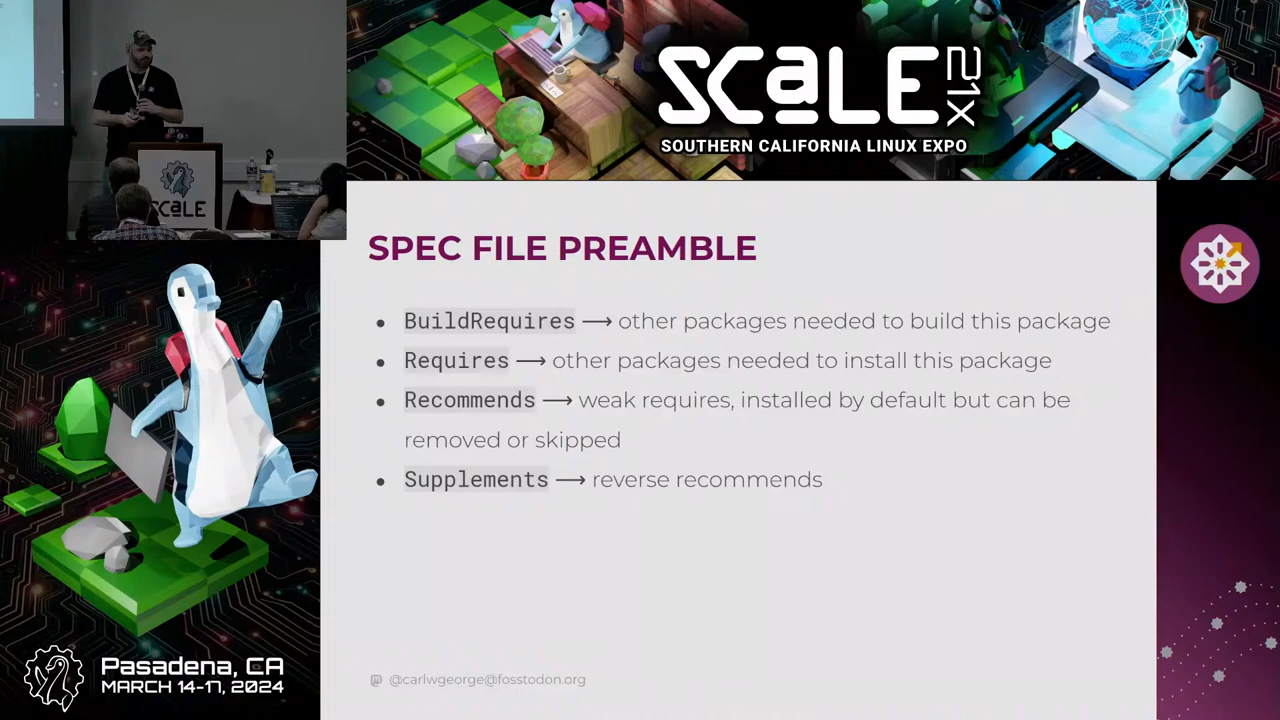 SCaLE 21X
SOUTHERN CALIFORNIA LINUX EXPO
SCaLE
SPEC FILE PREAMBLE
• BuildRequires ⟶ other packages needed to build this package
• Requires ⟶ other packages needed to install this package
• Recommends ⟶ weak requires, installed by default but can be
removed or skipped
• Supplements ⟶ reverse recommends
@carlwgeorge@fosstodon.org
Pasadena, CA
MARCH 14-17, 2024